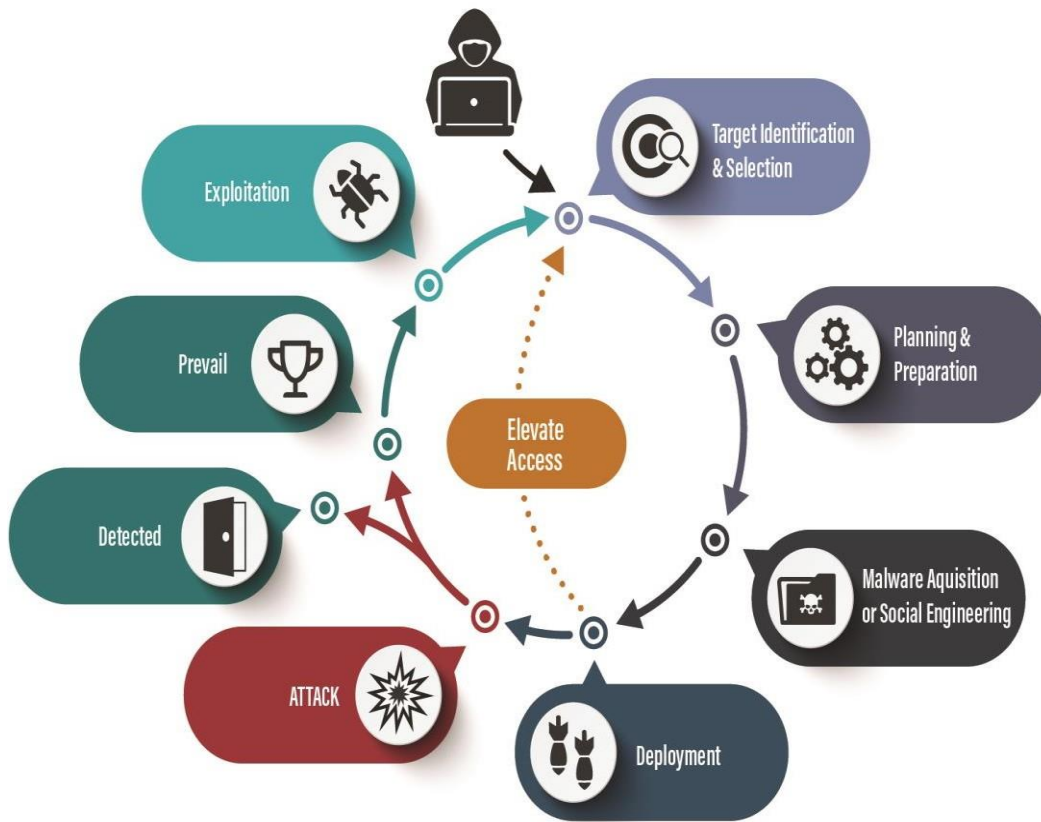 Target Identification
& Selection
Exploitation
Planning &
Preparation
Prevail
Elevate
Access
Detected
Malware Aquisition
or Social Engineering
ATTACK
Deployment